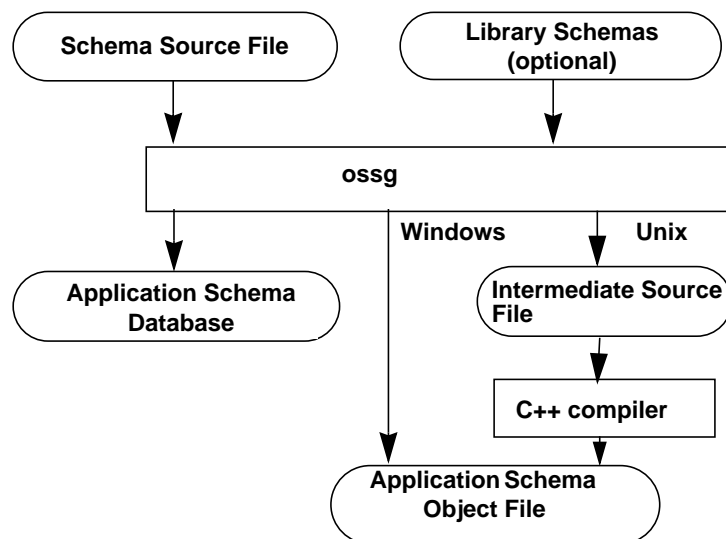 Schema Source File
Library Schemas
(optional)
ossg
Windows
Unix
Application Schema
Database
Intermediate Source
File
C++ compiler
Application Schema
Object File